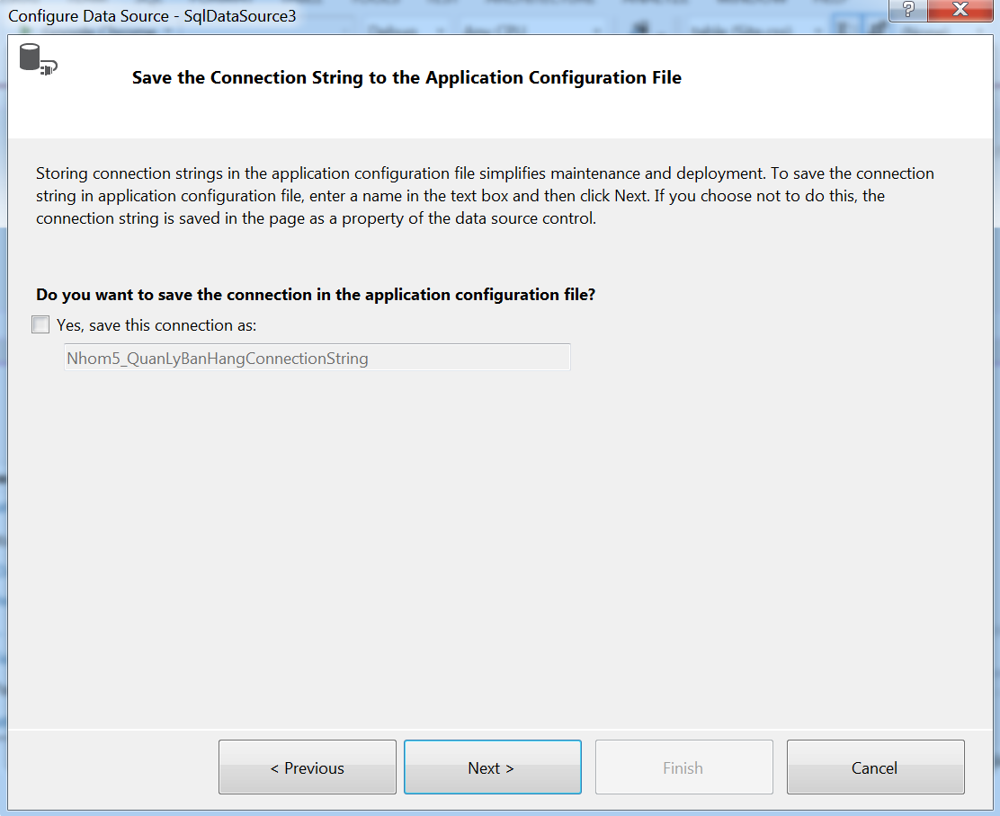 Configure Data Source - SqlDataSource3
Save the Connection String to the Application Configuration File
Storing connection strings in the application configuration file simplifies maintenance and deployment. To save the connection
string in application configuration file, enter a name in the text box and then click Next. If you choose not to do this, the
connection string is saved in the page as a property of the data source control.
Do you want to save the connection in the application configuration file?
Yes, save this connection as:
Nhom5_QuanLyBanHangConnectionString
< Previous
Next >
Finish
Cancel